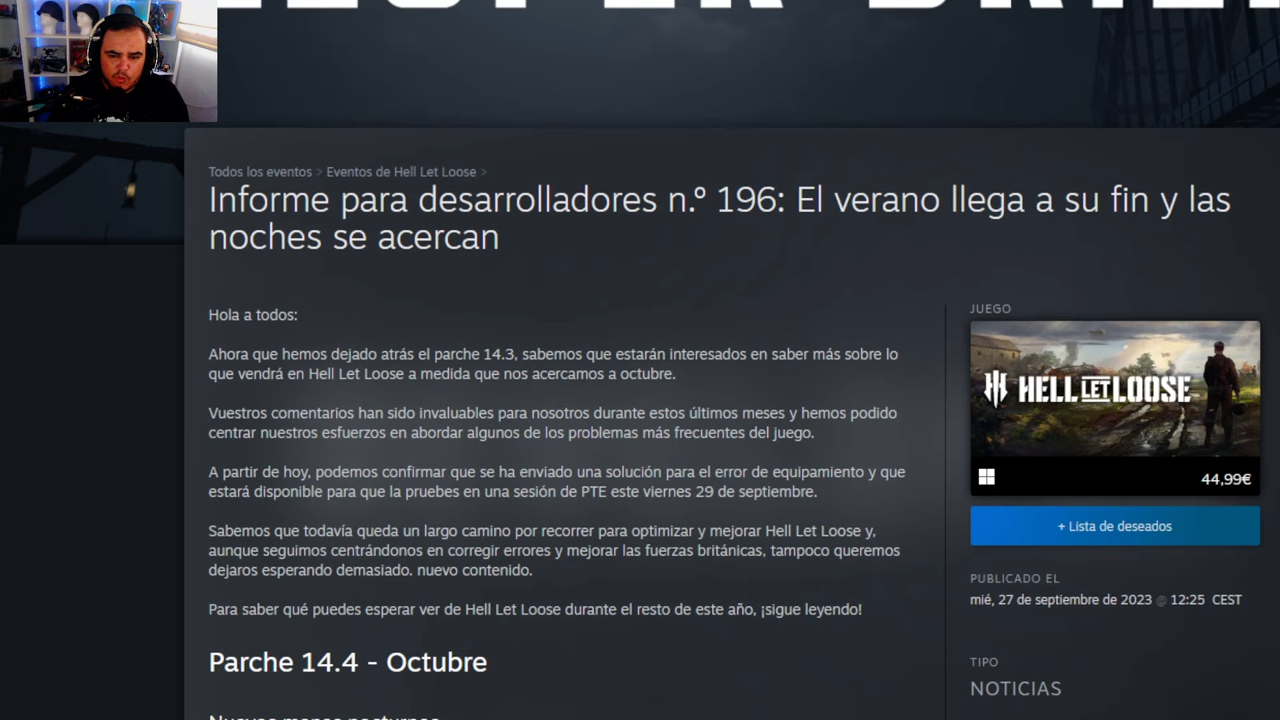 Todos los eventos > Eventos de Hell Let Loose >
Informe para desarrolladores n.º 196: El verano llega a su fin y las
noches se acercan
Hola a todos:
Ahora que hemos dejado atrás el parche 14.3, sabemos que estarán interesados en saber más sobre lo
que vendrá en Hell Let Loose a medida que nos acercamos a octubre.
Vuestros comentarios han sido invaluables para nosotros durante estos últimos meses y hemos podido
centrar nuestros esfuerzos en abordar algunos de los problemas más frecuentes del juego.
A partir de hoy, podemos confirmar que se ha enviado una solución para el error de equipamiento y que
estará disponible para que la pruebes en una sesión de PTE este viernes 29 de septiembre.
Sabemos que todavía queda un largo camino por recorrer para optimizar y mejorar Hell Let Loose y,
aunque seguimos centrándonos en corregir errores y mejorar las fuerzas británicas, tampoco queremos
dejaros esperando demasiado. nuevo contenido.
Para saber qué puedes esperar ver de Hell Let Loose durante el resto de este año, ¡sigue leyendo!
Parche 14.4 - Octubre
JUEGO
HELL LET LOOSE
44,99€
+ Lista de deseados
PUBLICADO EL
mié, 27 de septiembre de 2023 @ 12:25 CEST
TIPO
NOTICIAS